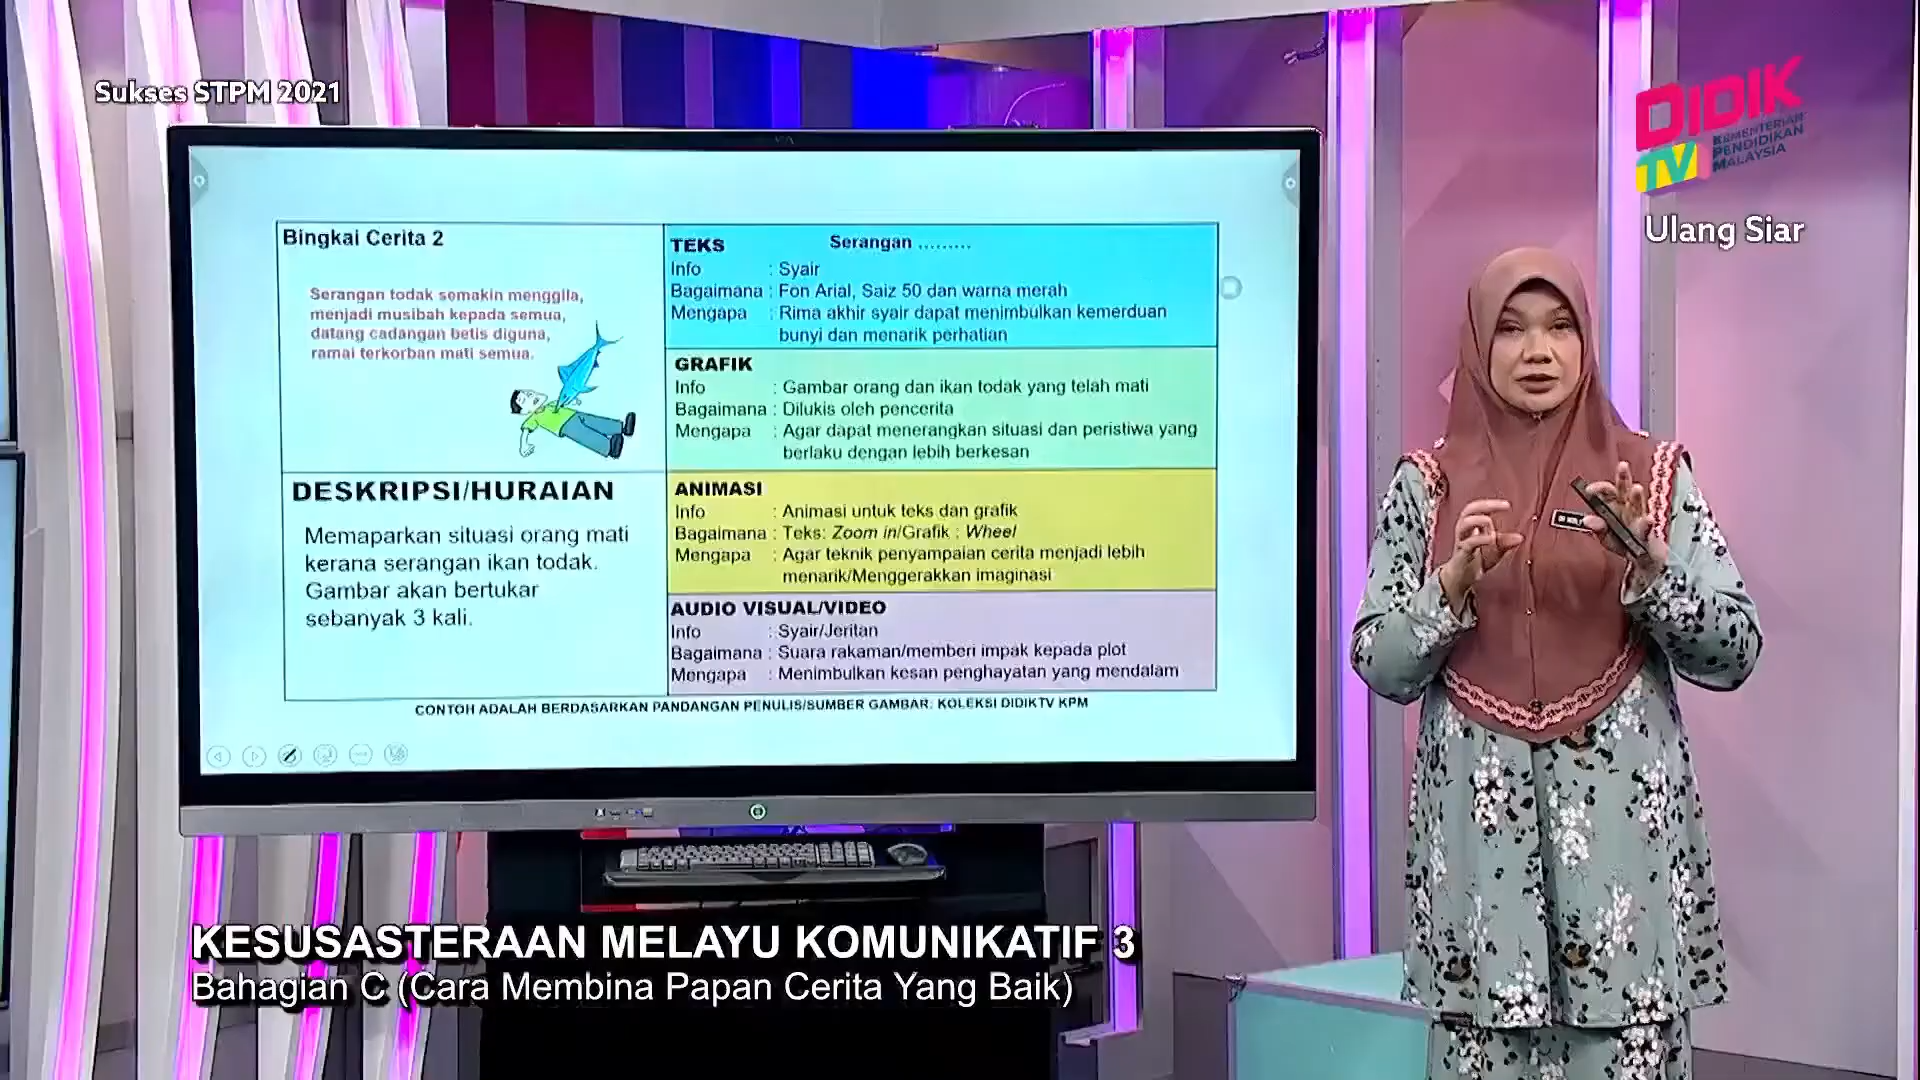 Sukses STPM 2021
DIDIK
TV
KEMENTERIAN
PENDIDIKAN
MALAYSIA
Ulang Siar
Bingkai Cerita 2
Serangan todak semakin menggila,
menjadi musibah kepada semua,
datang cadangan betis diguna,
ramai terkorban mati semua.
DESKRIPSI/HURAIAN
Memaparkan situasi orang mati
kerana serangan ikan todak.
Gambar akan bertukar
sebanyak 3 kali.
TEKS Serangan .........
Info : Syair
Bagaimana : Fon Arial, Saiz 50 dan warna merah
Mengapa : Rima akhir syair dapat menimbulkan kemerduan
bunyi dan menarik perhatian
GRAFIK
Info : Gambar orang dan ikan todak yang telah mati
Bagaimana : Dilukis oleh pencerita
Mengapa : Agar dapat menerangkan situasi dan peristiwa yang
berlaku dengan lebih berkesan
ANIMASI
Info : Animasi untuk teks dan grafik
Bagaimana : Teks: Zoom in/Grafik : Wheel
Mengapa : Agar teknik penyampaian cerita menjadi lebih
menarik/Menggerakkan imaginasi
AUDIO VISUAL/VIDEO
Info : Syair/Jeritan
Bagaimana : Suara rakaman/memberi impak kepada plot
Mengapa : Menimbulkan kesan penghayatan yang mendalam
CONTOH ADALAH BERDASARKAN PANDANGAN PENULIS/SUMBER GAMBAR: KOLEKSI DIDIKTV KPM
KESUSASTERAAN MELAYU KOMUNIKATIF 3
Bahagian C (Cara Membina Papan Cerita Yang Baik)